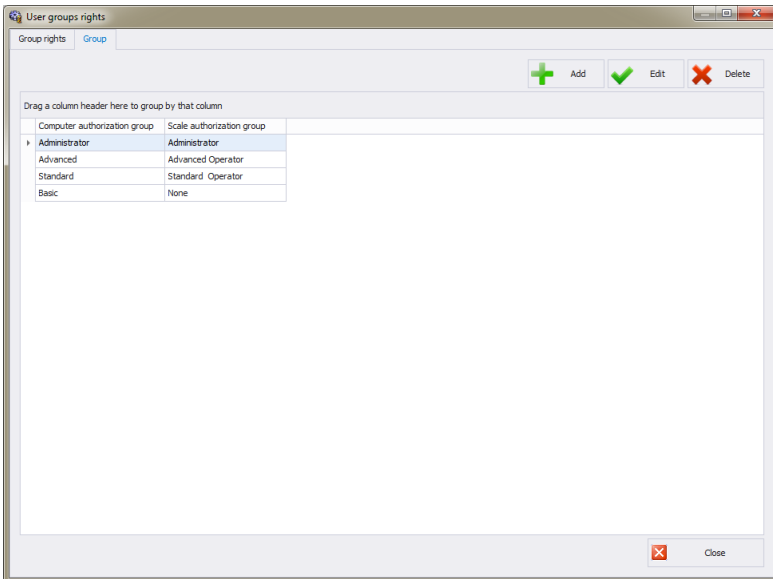 User groups rights
Group rights Group
Add Edit Delete
Drag a column header here to group by that column
Computer authorization group Scale authorization group
Administrator Administrator
Advanced Advanced Operator
Standard Standard Operator
Basic None
Close